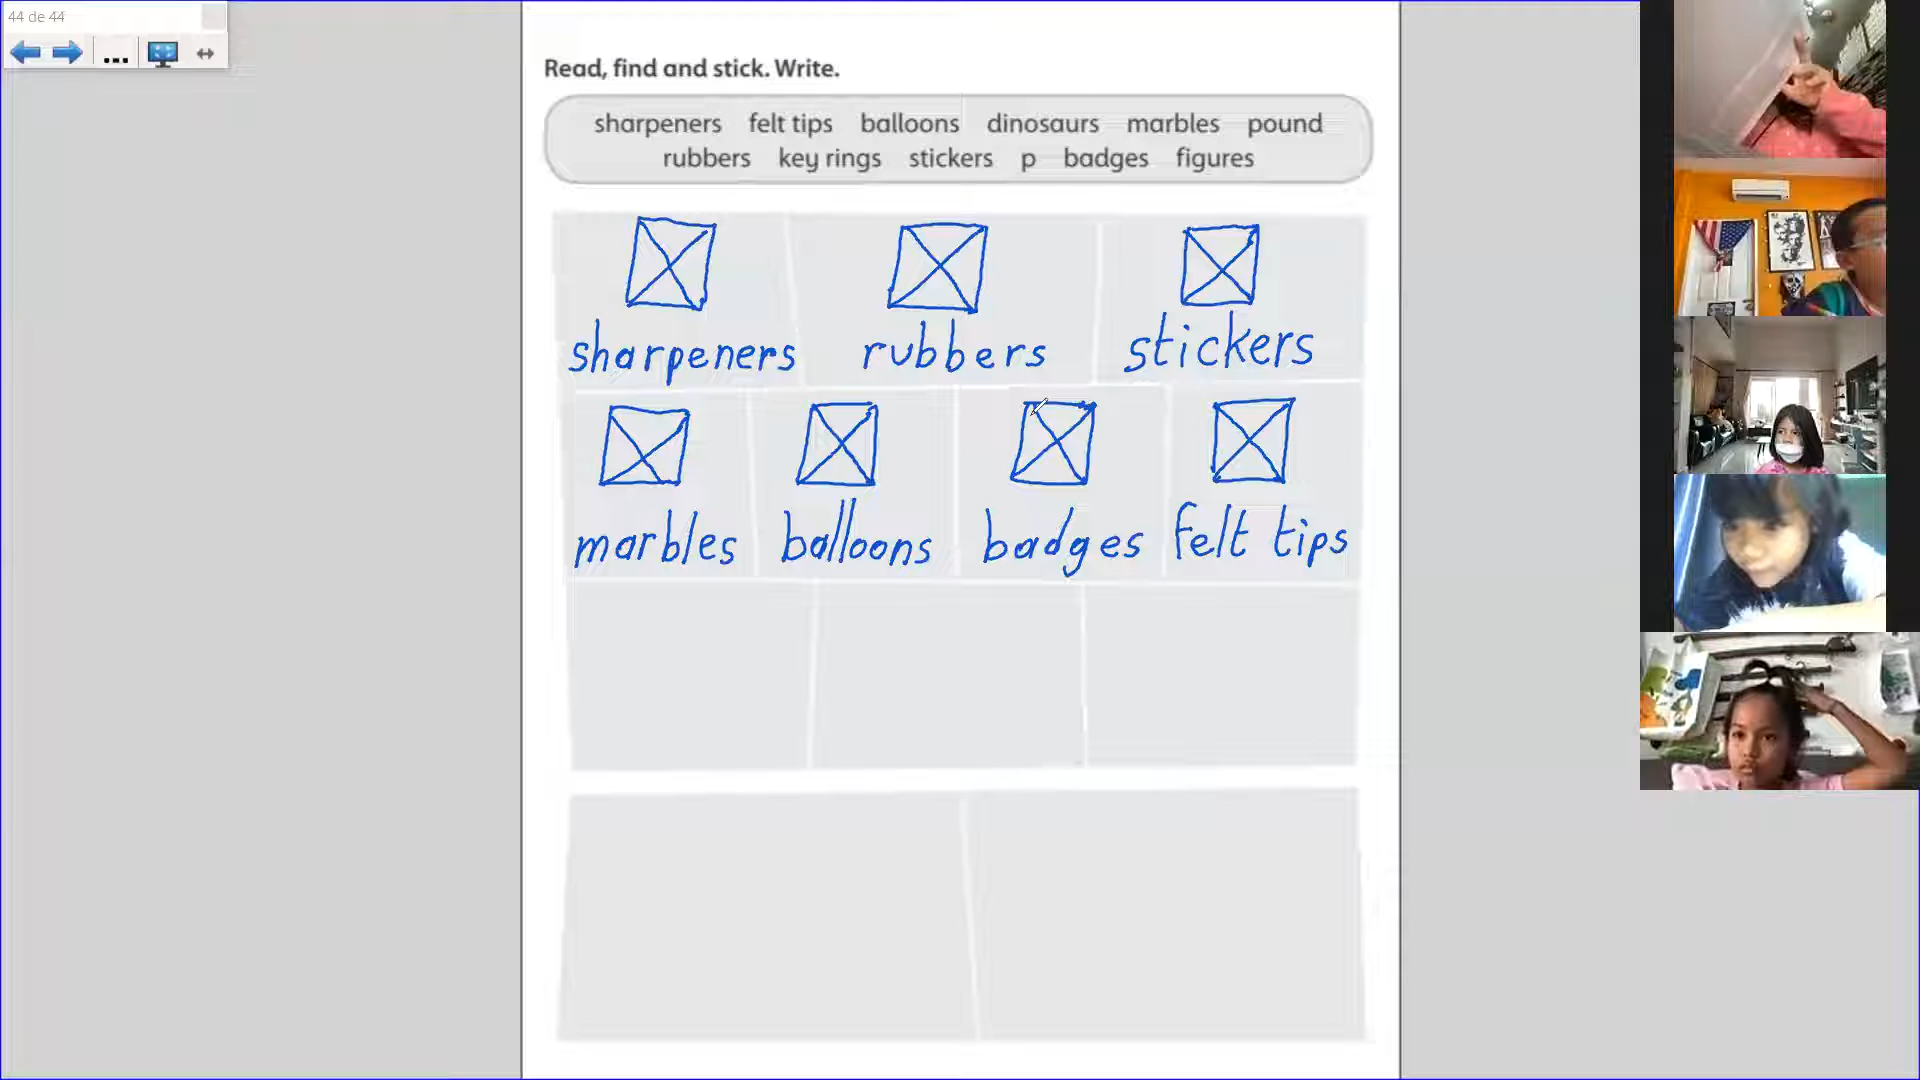 44 de 44
Read, find and stick. Write.
sharpeners felt tips balloons dinosaurs marbles pound
rubbers key rings stickers p badges figures
sharpeners rubbers stickers
marbles balloons badges felt tips